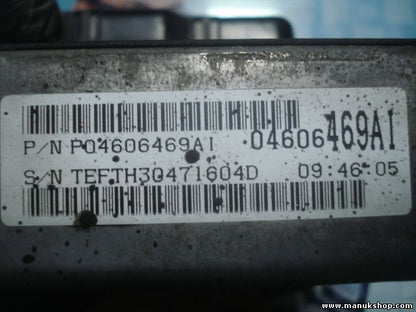 P/N P04606469AI 04606469AI
S/N TEFTH30471604D 09:46:05
www.manukshop.com